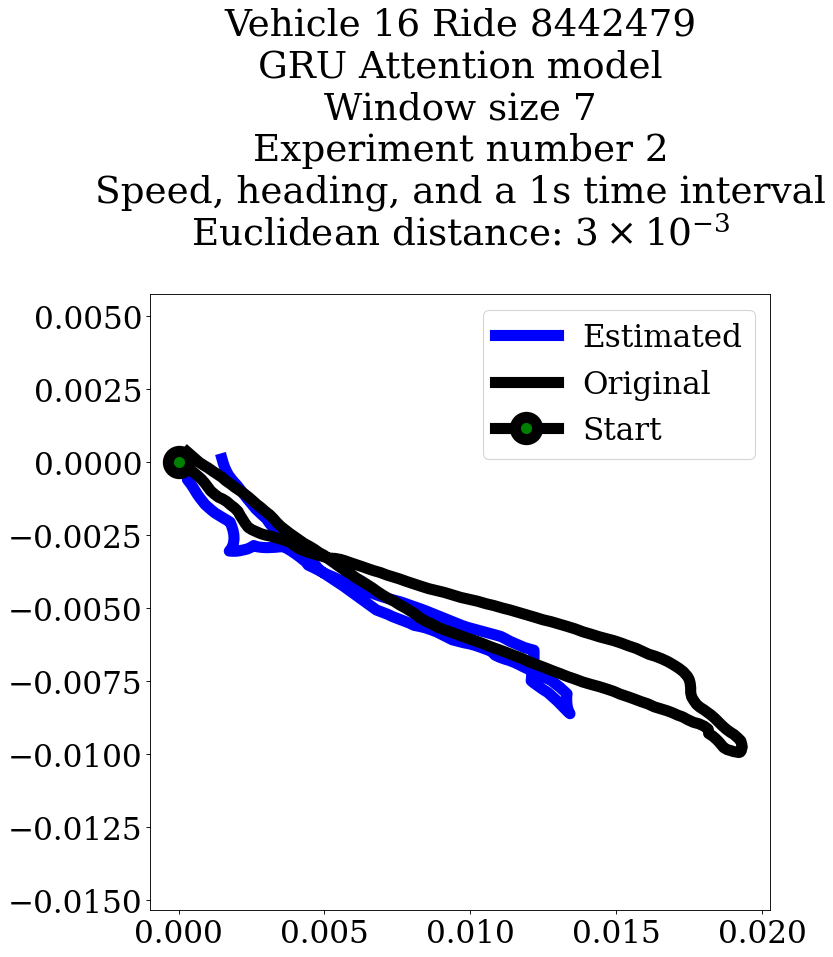 Vehicle 16 Ride 8442479
GRU Attention model
Window size 7
Experiment number 2
Speed, heading, and a 1s time interval
Euclidean distance: 3 × 10⁻³
Estimated
Original
Start
0.0050
0.0025
0.0000
−0.0025
−0.0050
−0.0075
−0.0100
−0.0125
−0.0150
0.000 0.005 0.010 0.015 0.020